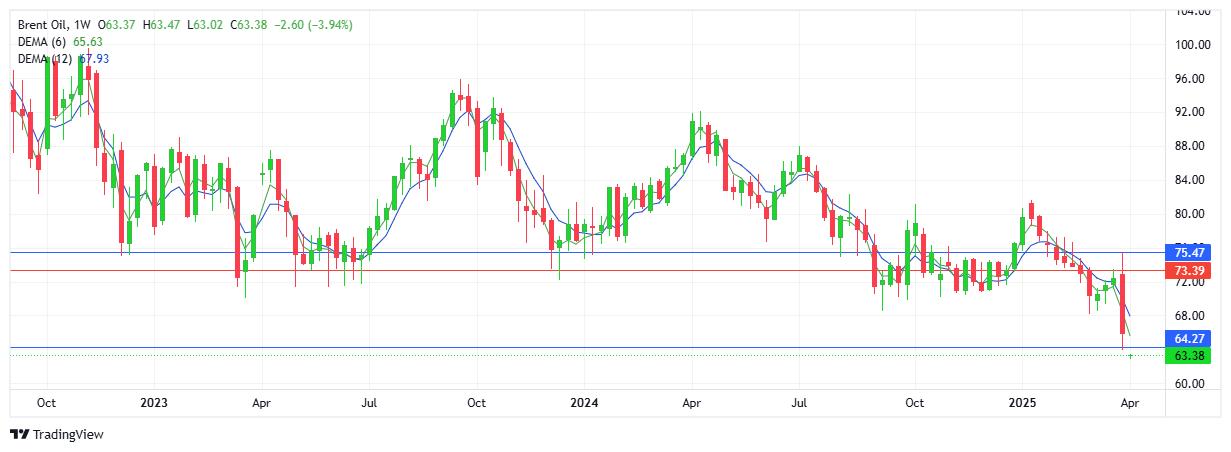 104.00
Brent Oil, 1W O63.37 H63.47 L63.02 C63.38 −2.60 (−3.94%)
DEMA (6) 65.63
DEMA (12) 67.93
100.00
96.00
92.00
88.00
84.00
80.00
75.47
73.39
72.00
68.00
64.27
63.38
60.00
Oct 2023 Apr Jul Oct 2024 Apr Jul Oct 2025 Apr
TradingView